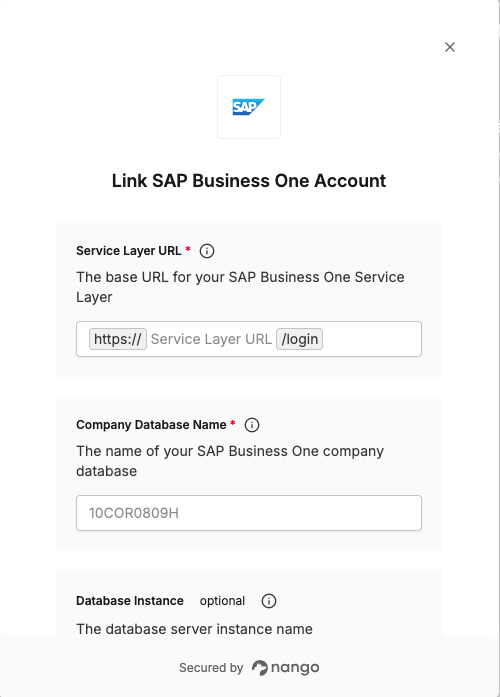 SAP
Link SAP Business One Account
Service Layer URL *
The base URL for your SAP Business One Service
Layer
https:// Service Layer URL /login
Company Database Name *
The name of your SAP Business One company
database
10COR0809H
Database Instance optional
The database server instance name
Secured by nango